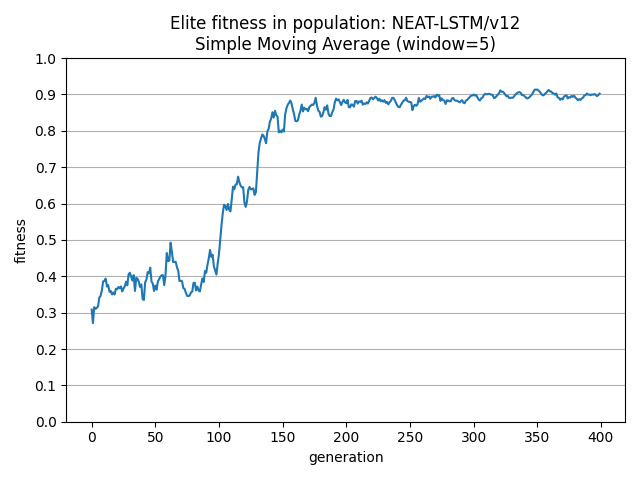 Elite fitness in population: NEAT-LSTM/v12
Simple Moving Average (window=5)
1.0
0.9
0.8
0.7
0.6
0.5
0.4
0.3
0.2
0.1
0.0
fitness
0 50 100 150 200 250 300 350 400
generation